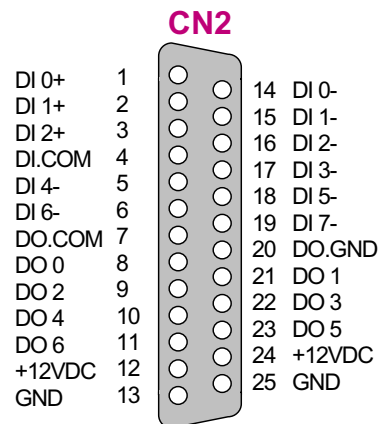 CN2
DI 0+ 1
DI 1+ 2
DI 2+ 3
DI.COM 4
DI 4- 5
DI 6- 6
DO.COM 7
DO 0 8
DO 2 9
DO 4 10
DO 6 11
+12VDC 12
GND 13
14 DI 0-
15 DI 1-
16 DI 2-
17 DI 3-
18 DI 5-
19 DI 7-
20 DO.GND
21 DO 1
22 DO 3
23 DO 5
24 +12VDC
25 GND